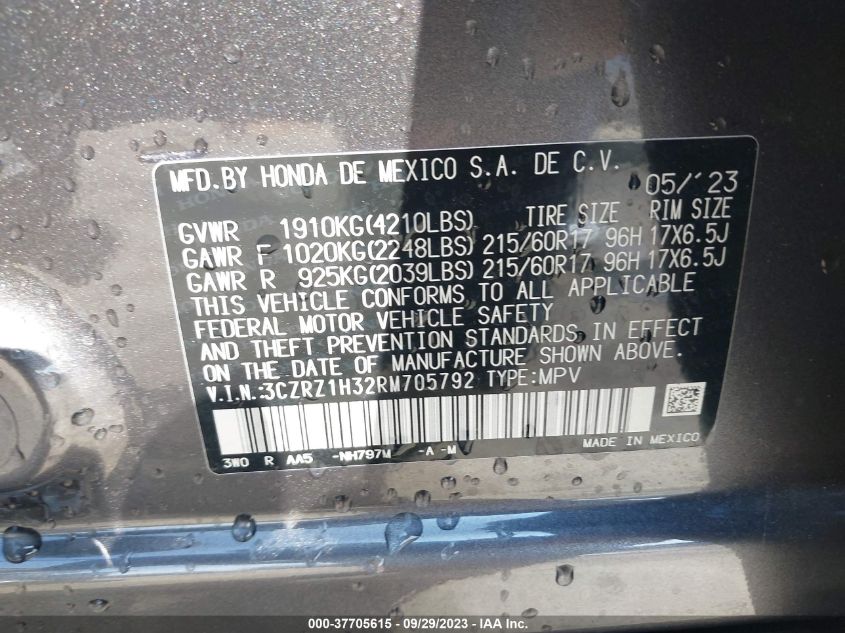 MFD.BY HONDA DE MEXICO S.A. DE C.V.
05/'23
GVWR 1910KG(4210LBS) TIRE SIZE RIM SIZE
GAWR F 1020KG(2248LBS) 215/60R17 96H 17X6.5J
GAWR R 925KG(2039LBS) 215/60R17 96H 17X6.5J
THIS VEHICLE CONFORMS TO ALL APPLICABLE
FEDERAL MOTOR VEHICLE SAFETY
AND THEFT PREVENTION STANDARDS IN EFFECT
ON THE DATE OF MANUFACTURE SHOWN ABOVE.
V.I.N.:3CZRZ1H32RM705792 TYPE:MPV
MADE IN MEXICO
3W0 R AA5 -NH797M -A -M
000-37705615 - 09/29/2023 - IAA Inc.